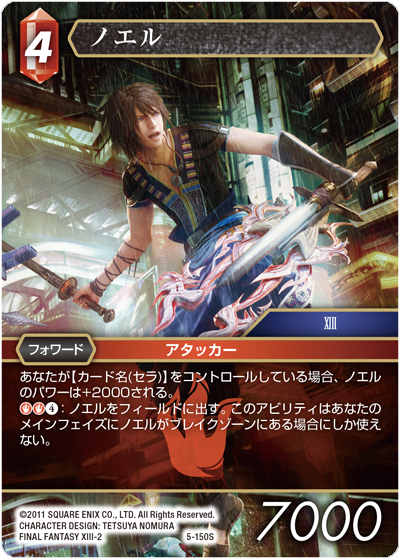 4
ノエル
XIII
フォワード
アタッカー
あなたが【カード名(セラ)】をコントロールしている場合、ノエル
のパワーは+2000される。
火火4：ノエルをフィールドに出す。このアビリティはあなたの
メインフェイズにノエルがブレイクゾーンにある場合にしか使え
ない。
©2011 SQUARE ENIX CO., LTD. All Rights Reserved.
CHARACTER DESIGN: TETSUYA NOMURA
FINAL FANTASY XIII-2
5-150S
7000